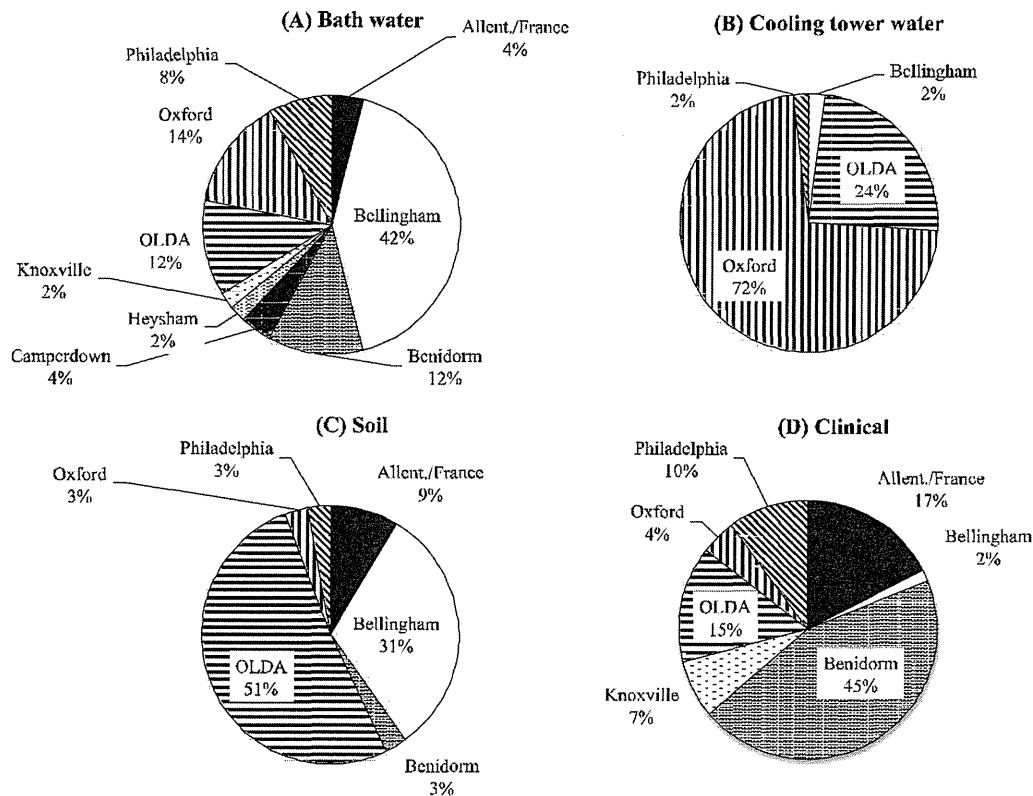 (A) Bath water
Allent./France
4%
Philadelphia
8%
Oxford
14%
Bellingham
42%
OLDA
12%
Knoxville
2%
Heysham
2%
Camperdown
4%
Benidorm
12%
(B) Cooling tower water
Philadelphia
2%
Bellingham
2%
OLDA
24%
Oxford
72%
(C) Soil
Philadelphia
3%
Oxford
3%
Allent./France
9%
Bellingham
31%
OLDA
51%
Benidorm
3%
(D) Clinical
Philadelphia
10%
Allent./France
17%
Oxford
4%
Bellingham
2%
OLDA
15%
Benidorm
45%
Knoxville
7%